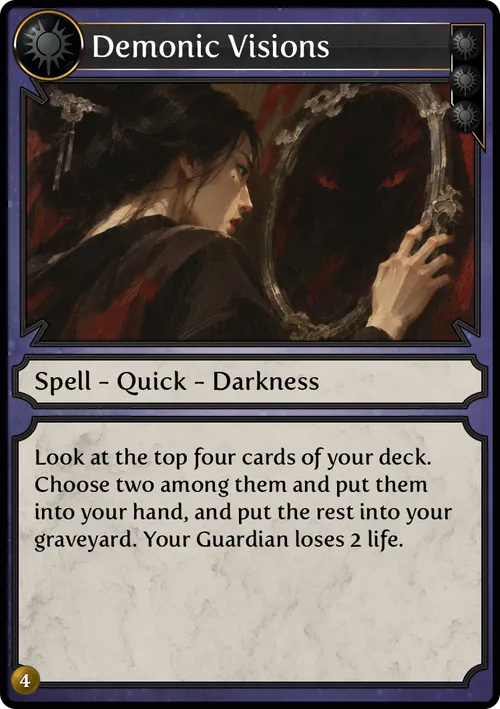 Demonic Visions
Spell - Quick - Darkness
Look at the top four cards of your deck.
Choose two among them and put them
into your hand, and put the rest into your
graveyard. Your Guardian loses 2 life.
4